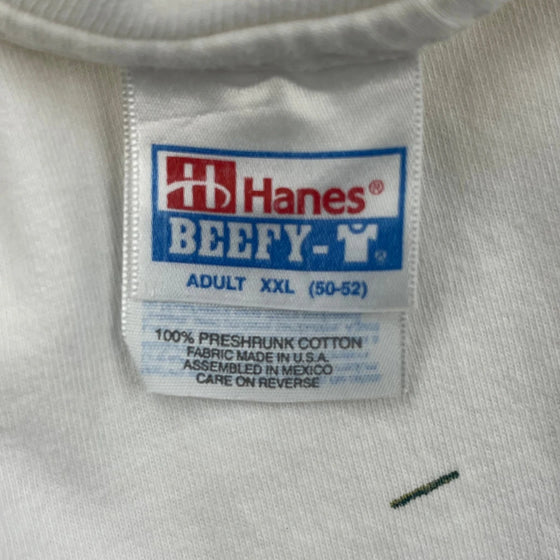 Hanes®
BEEFY-
ADULT XXL (50-52)
100% PRESHRUNK COTTON
FABRIC MADE IN U.S.A.
ASSEMBLED IN MEXICO
CARE ON REVERSE